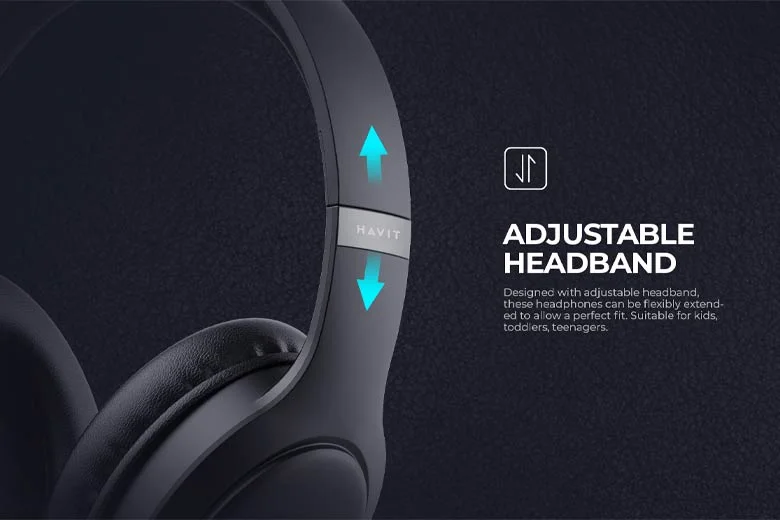 HAVIT
ADJUSTABLE
HEADBAND
Designed with adjustable headband,
these headphones can be flexibly extend-
ed to allow a perfect fit. Suitable for kids,
toddlers, teenagers.